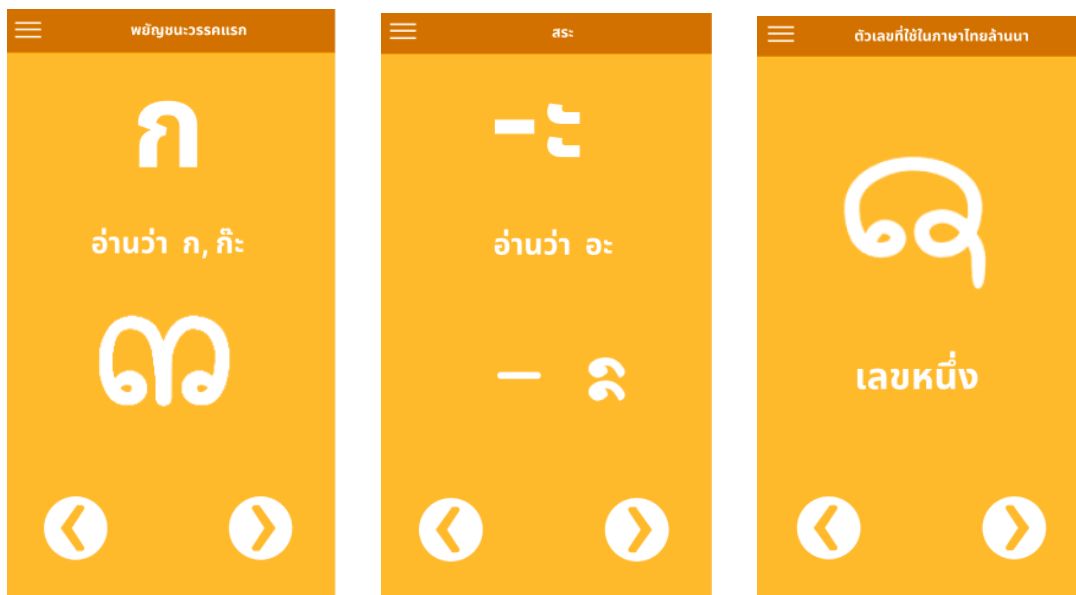 พยัญชนะวรรคแรก
ก
อ่านว่า ก, ก๊ะ
ᨠ
สระ
-ะ
อ่านว่า อะ
- ᩡ
ตัวเลขที่ใช้ในภาษาไทยล้านนา
᪑
เลขหนึ่ง